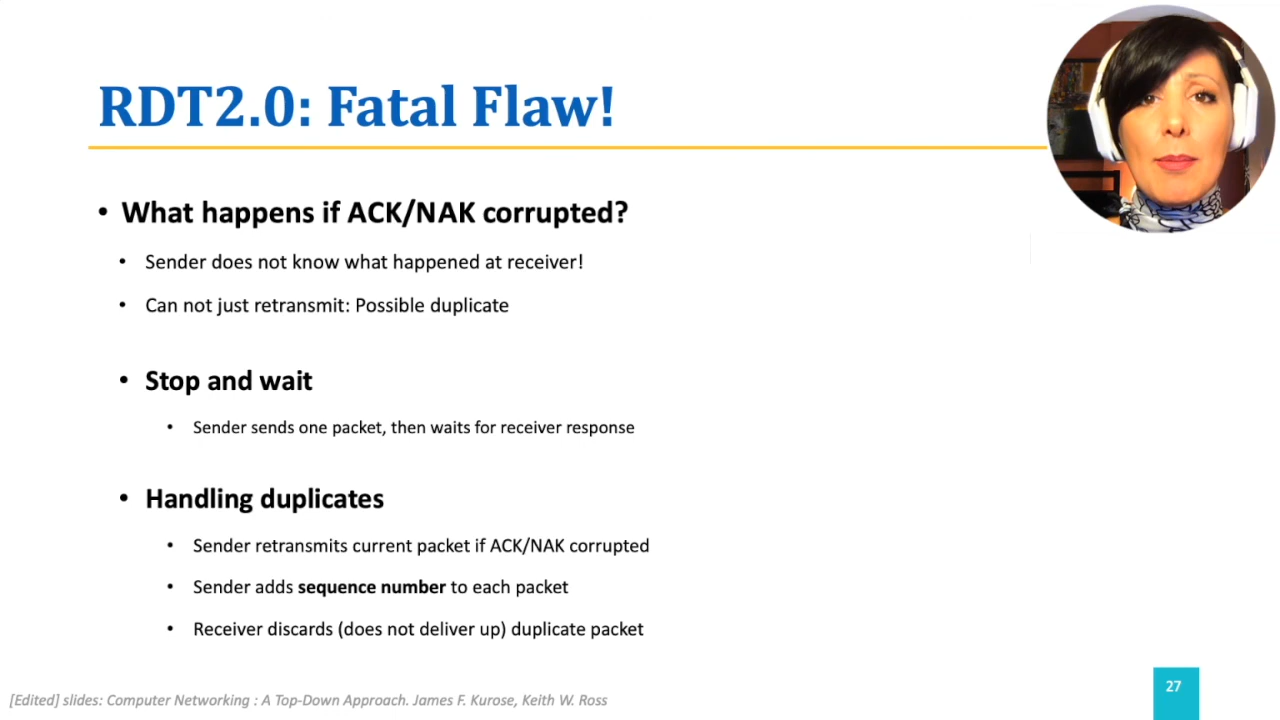 RDT2.0: Fatal Flaw!
• What happens if ACK/NAK corrupted?
• Sender does not know what happened at receiver!
• Can not just retransmit: Possible duplicate
• Stop and wait
• Sender sends one packet, then waits for receiver response
• Handling duplicates
• Sender retransmits current packet if ACK/NAK corrupted
• Sender adds sequence number to each packet
• Receiver discards (does not deliver up) duplicate packet
[Edited] slides: Computer Networking : A Top-Down Approach. James F. Kurose, Keith W. Ross
27